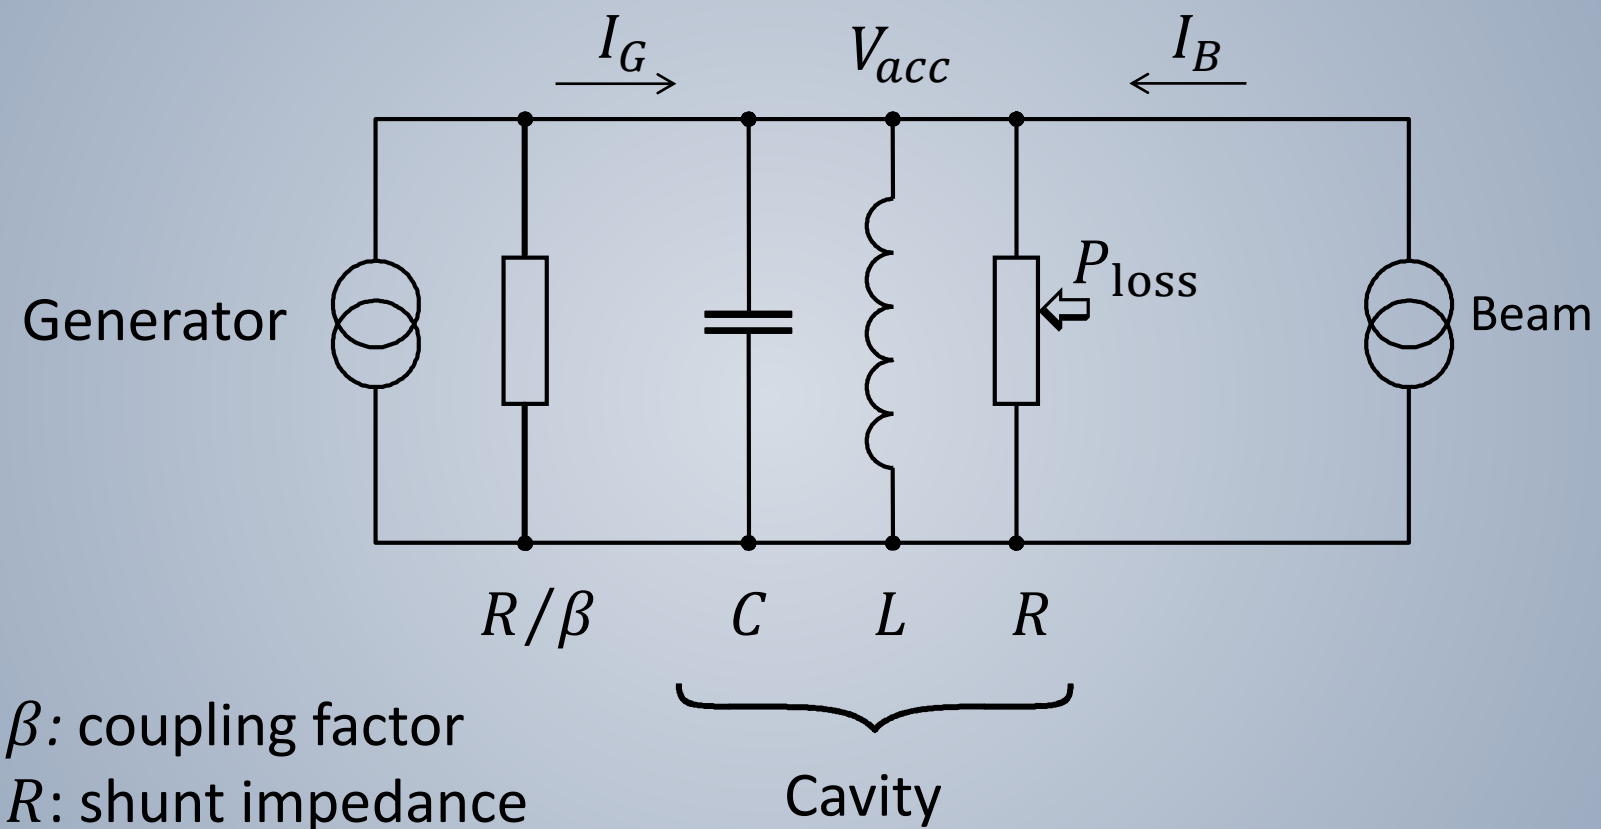 I_G V_acc I_B
Generator
P_loss
Beam
R/β C L R
β: coupling factor
R: shunt impedance
Cavity